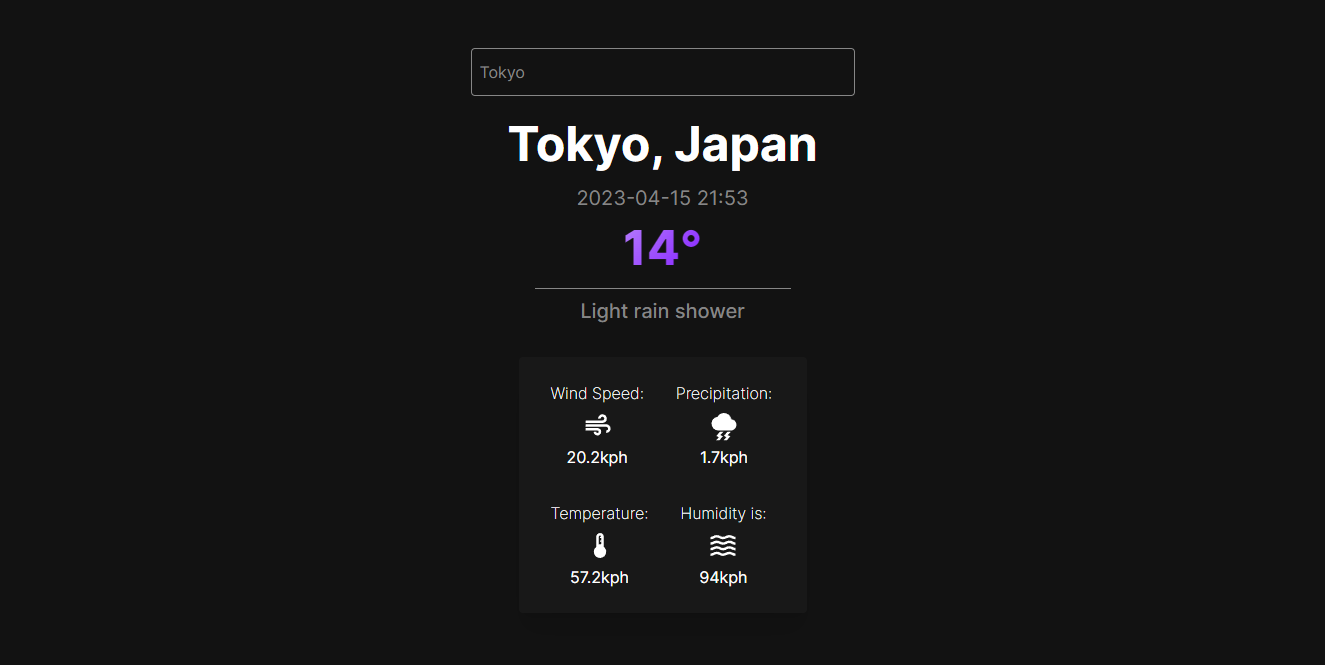 Tokyo
Tokyo, Japan
2023-04-15 21:53
14°
Light rain shower
Wind Speed:
20.2kph
Precipitation:
1.7kph
Temperature:
57.2kph
Humidity is:
94kph